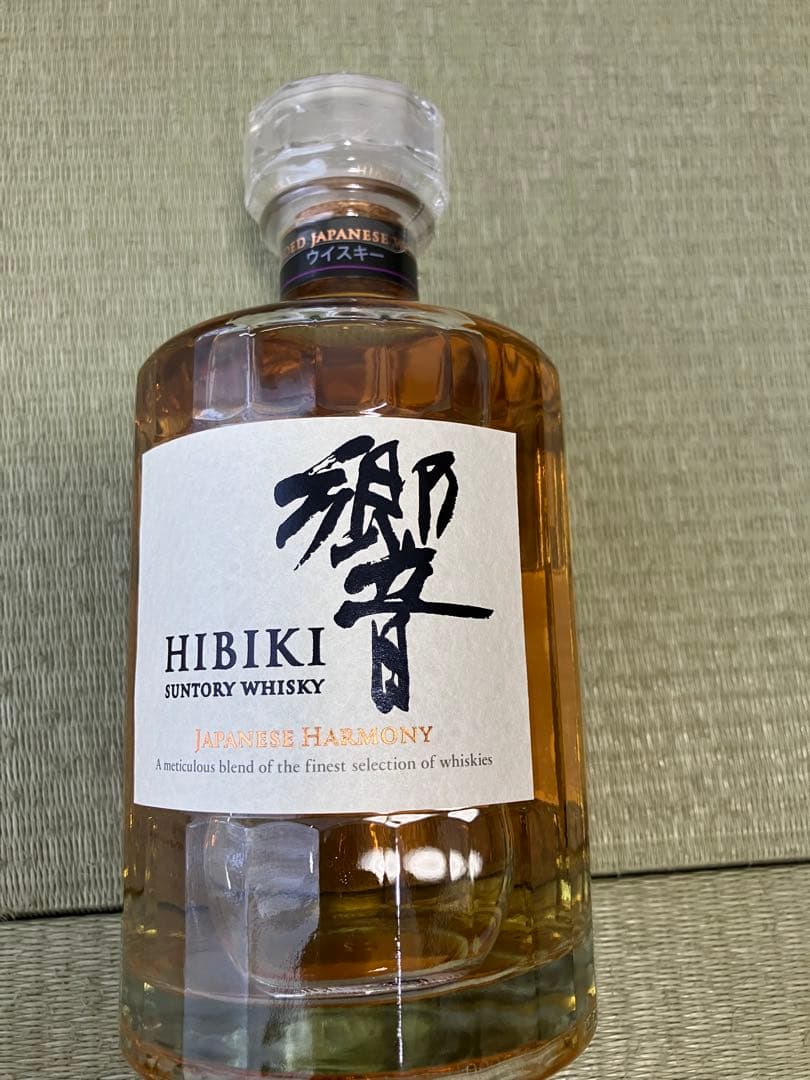 JAPANESE
ウイスキー
響
HIBIKI
SUNTORY WHISKY
JAPANESE HARMONY
A meticulous blend of the finest selection of whiskies